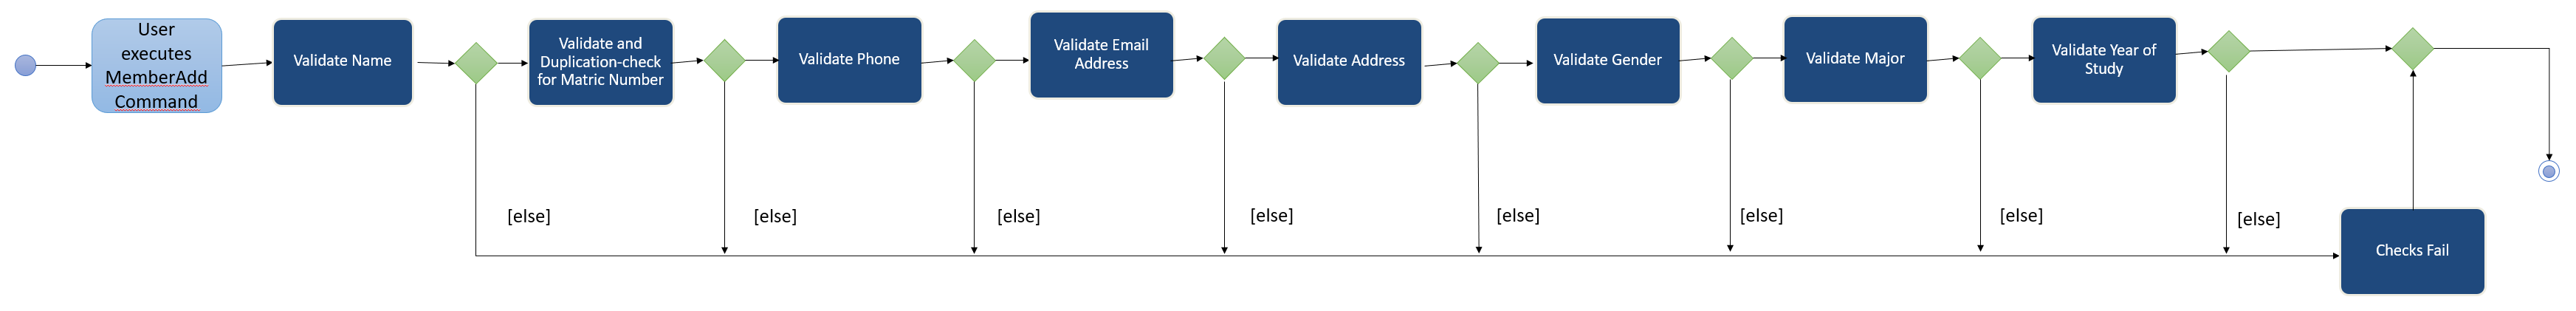 User
executes
MemberAdd
Command
Validate Name
Validate and
Duplication-check
for Matric Number
Validate Phone
Validate Email
Address
Validate Address
Validate Gender
Validate Major
Validate Year of
Study
[else]
[else]
[else]
[else]
[else]
[else]
[else]
[else]
Checks Fail